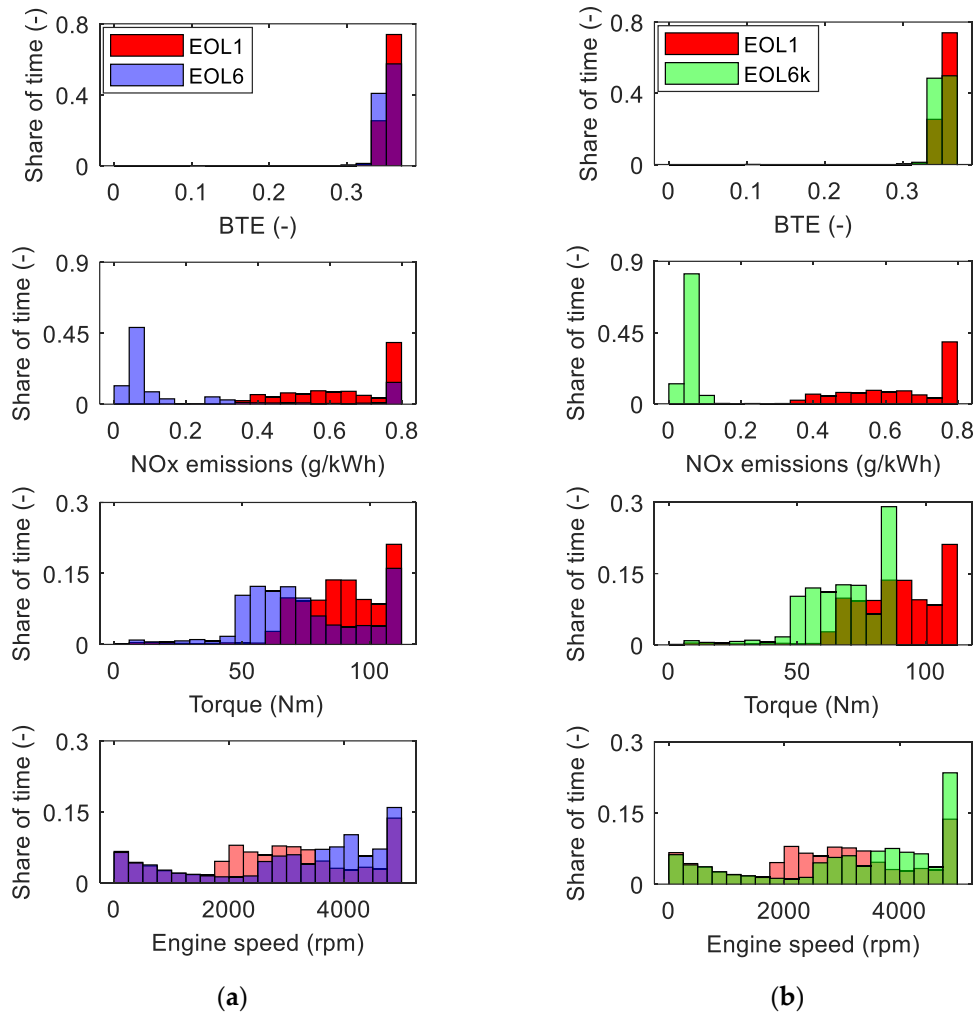 Share of time (-)
0.8
0.4
0
EOL1
EOL6
0 0.1 0.2 0.3
BTE (-)
Share of time (-)
0.9
0.45
0
0 0.2 0.4 0.6 0.8
NOx emissions (g/kWh)
Share of time (-)
0.3
0.15
0
0 50 100
Torque (Nm)
Share of time (-)
0.3
0.15
0
0 2000 4000
Engine speed (rpm)
(a)
Share of time (-)
0.8
0.4
0
EOL1
EOL6k
0 0.1 0.2 0.3
BTE (-)
Share of time (-)
0.9
0.45
0
0 0.2 0.4 0.6 0.8
NOx emissions (g/kWh)
Share of time (-)
0.3
0.15
0
0 50 100
Torque (Nm)
Share of time (-)
0.3
0.15
0
0 2000 4000
Engine speed (rpm)
(b)